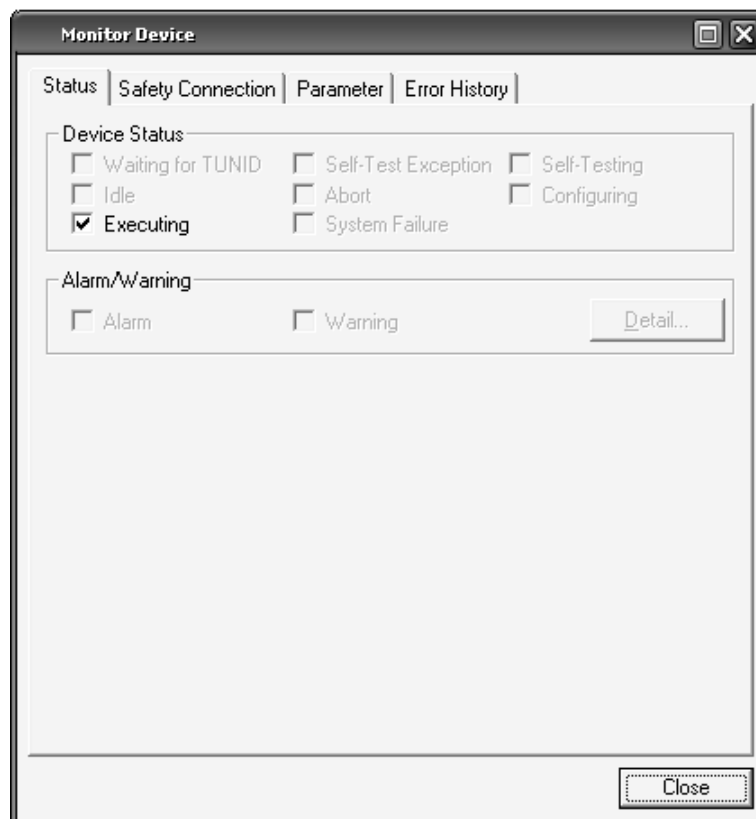 Monitor Device
Status Safety Connection Parameter Error History
Device Status
Waiting for TUNID Self-Test Exception Self-Testing
Idle Abort Configuring
Executing System Failure
Alarm/Warning
Alarm Warning Detail...
Close